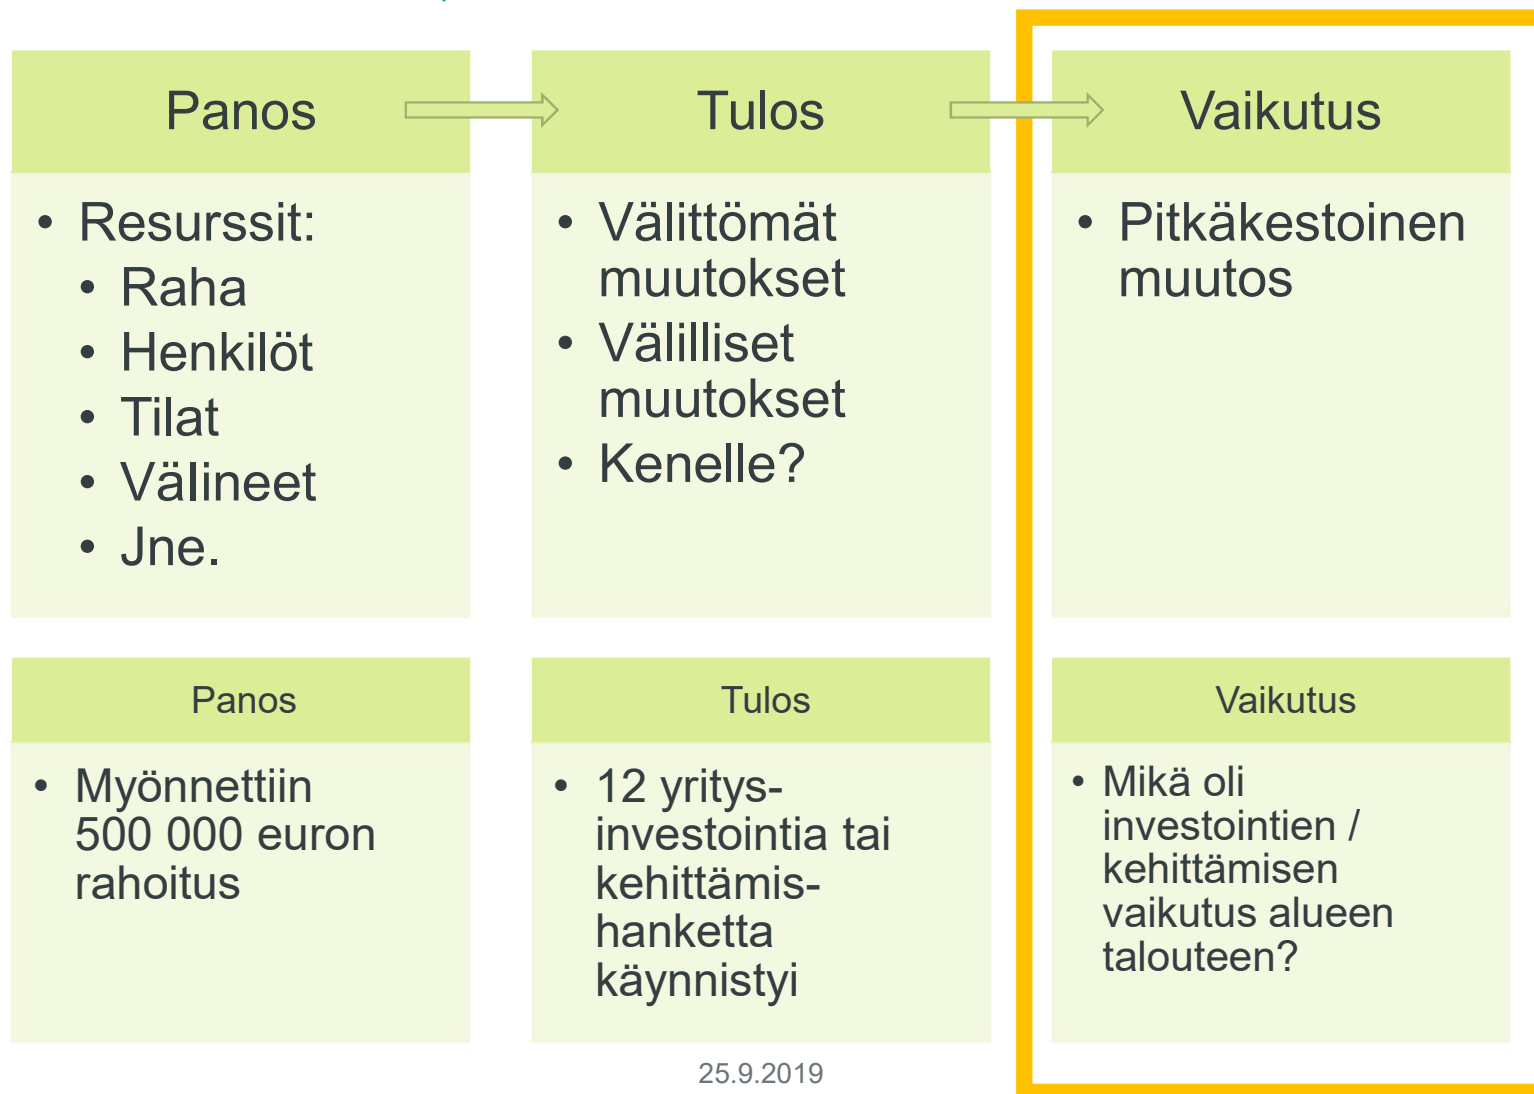 Panos
Tulos
Vaikutus
• Resurssit:
• Raha
• Henkilöt
• Tilat
• Välineet
• Jne.
• Välittömät
muutokset
• Välilliset
muutokset
• Kenelle?
• Pitkäkestoinen
muutos
Panos
Tulos
Vaikutus
• Myönnettiin
500 000 euron
rahoitus
• 12 yritys-
investointia tai
kehittämis-
hanketta
käynnistyi
• Mikä oli
investointien /
kehittämisen
vaikutus alueen
talouteen?
25.9.2019